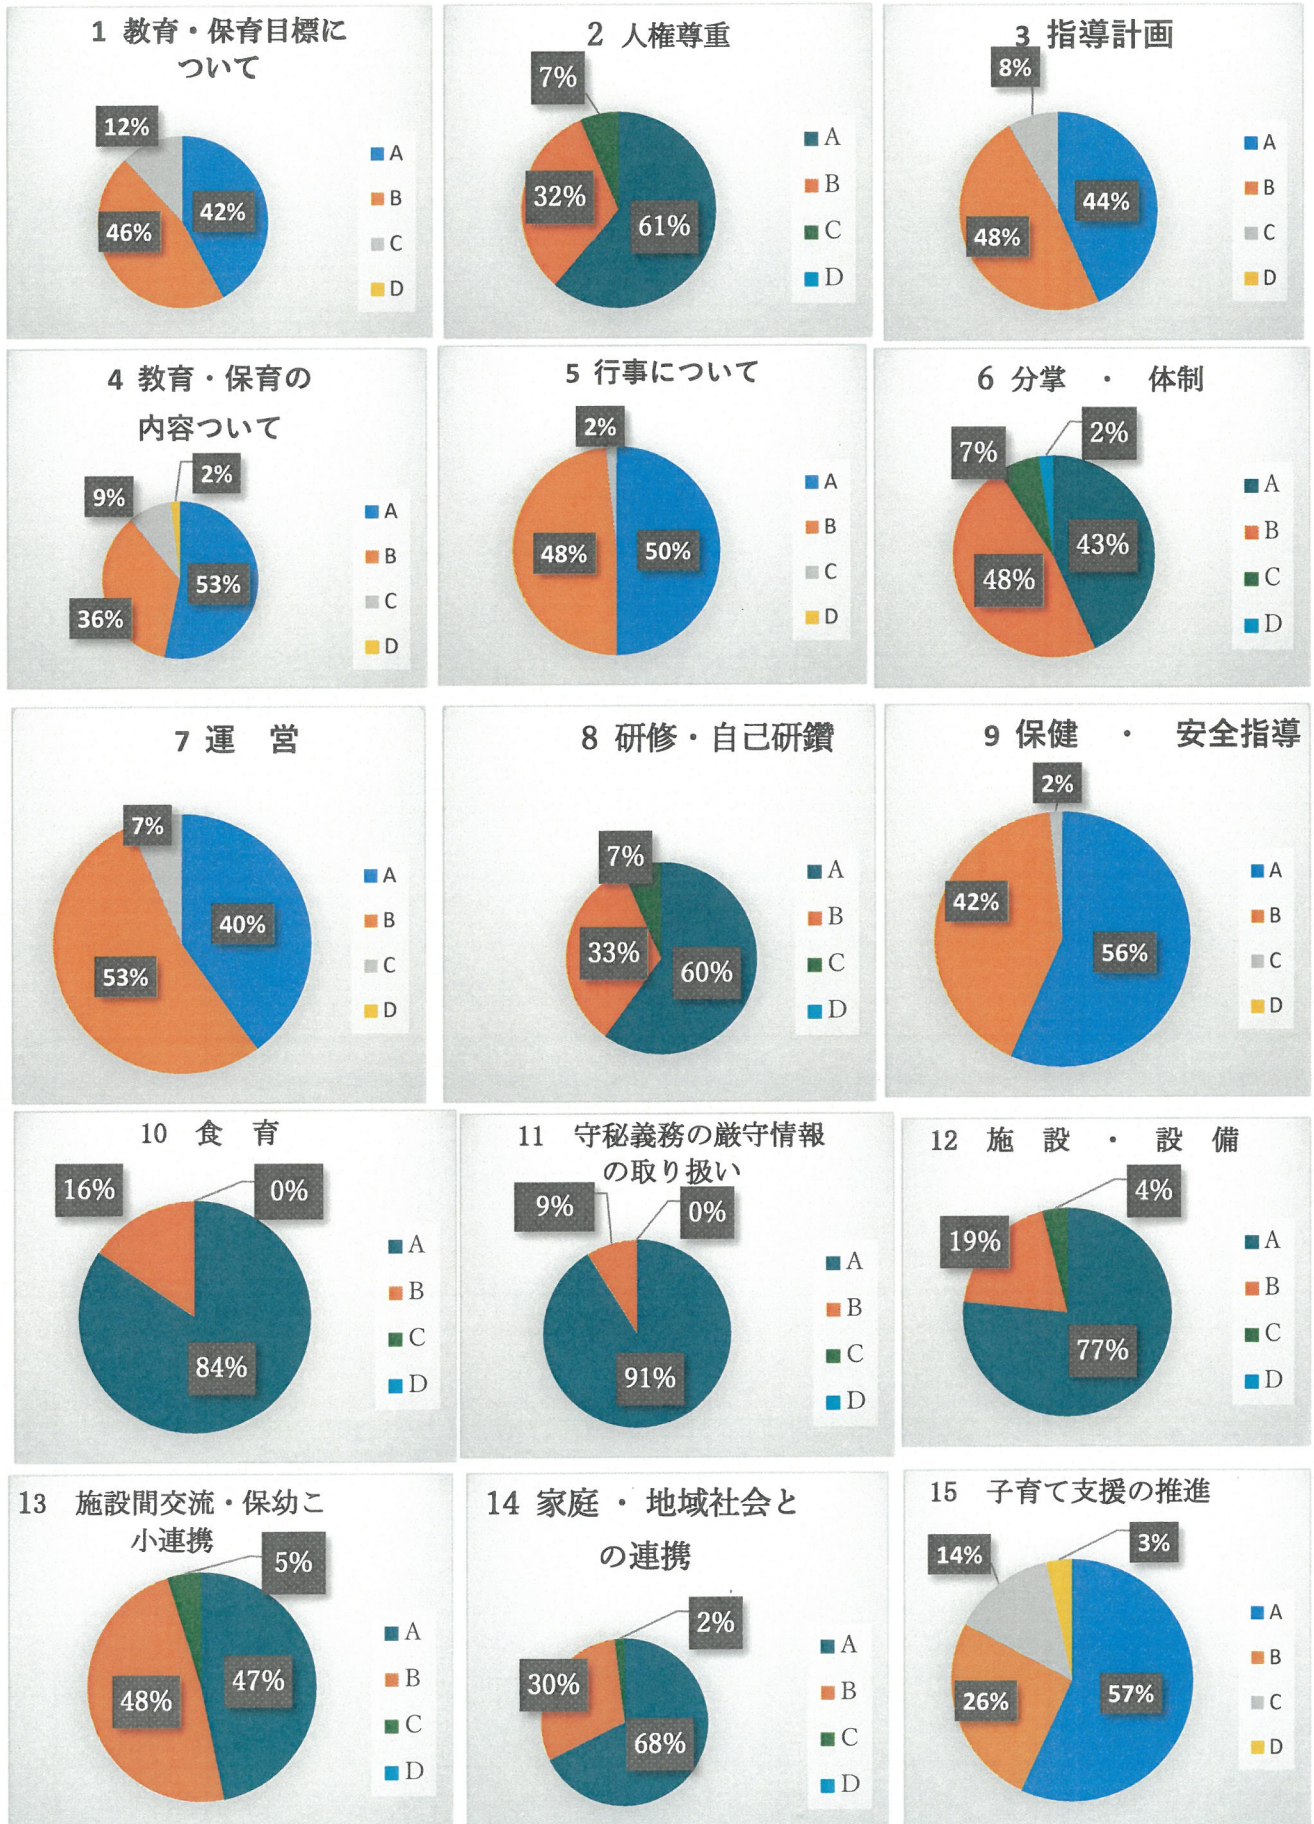 1 教育・保育目標に
ついて
12%
42%
46%
A
B
C
D
2 人権尊重
7%
32%
61%
A
B
C
D
3 指導計画
8%
44%
48%
A
B
C
D
4 教育・保育の
内容ついて
2%
9%
53%
36%
A
B
C
D
5 行事について
2%
48%
50%
A
B
C
D
6 分掌 ・ 体制
2%
7%
43%
48%
A
B
C
D
7 運 営
7%
40%
53%
A
B
C
D
8 研修・自己研鑽
7%
33%
60%
A
B
C
D
9 保健 ・ 安全指導
2%
42%
56%
A
B
C
D
10 食 育
16%
0%
84%
A
B
C
D
11 守秘義務の厳守情報
の取り扱い
9%
0%
91%
A
B
C
D
12 施 設 ・ 設 備
4%
19%
77%
A
B
C
D
13 施設間交流・保幼こ
小連携
5%
47%
48%
A
B
C
D
14 家庭 ・ 地域社会と
の連携
2%
30%
68%
A
B
C
D
15 子育て支援の推進
3%
14%
57%
26%
A
B
C
D